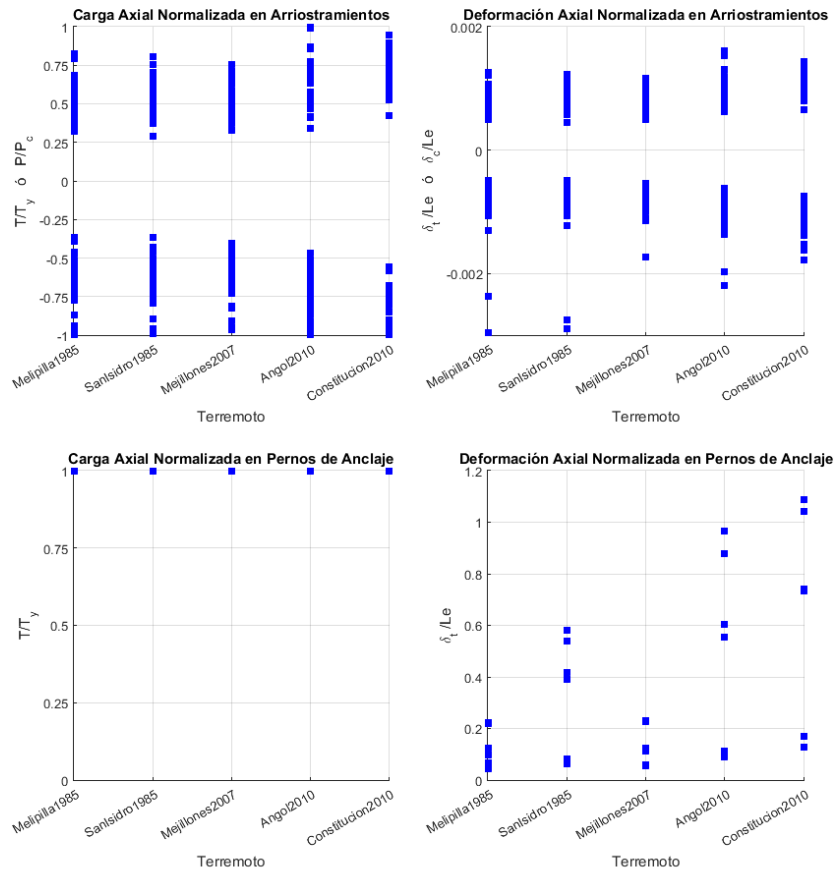 Carga Axial Normalizada en Arriostramientos
1
0.75
0.5
0.25
0
-0.25
-0.5
-0.75
-1
T/Ty ó P/Pc
Melipilla1985
SanIsidro1985
Mejillones2007
Angol2010
Constitucion2010
Terremoto
Deformación Axial Normalizada en Arriostramientos
0.002
0
-0.002
δt/Le ó δc/Le
Melipilla1985
SanIsidro1985
Mejillones2007
Angol2010
Constitucion2010
Terremoto
Carga Axial Normalizada en Pernos de Anclaje
1
0.75
0.5
0.25
0
T/Ty
Melipilla1985
SanIsidro1985
Mejillones2007
Angol2010
Constitucion2010
Terremoto
Deformación Axial Normalizada en Pernos de Anclaje
1.2
1
0.8
0.6
0.4
0.2
0
δt/Le
Melipilla1985
SanIsidro1985
Mejillones2007
Angol2010
Constitucion2010
Terremoto